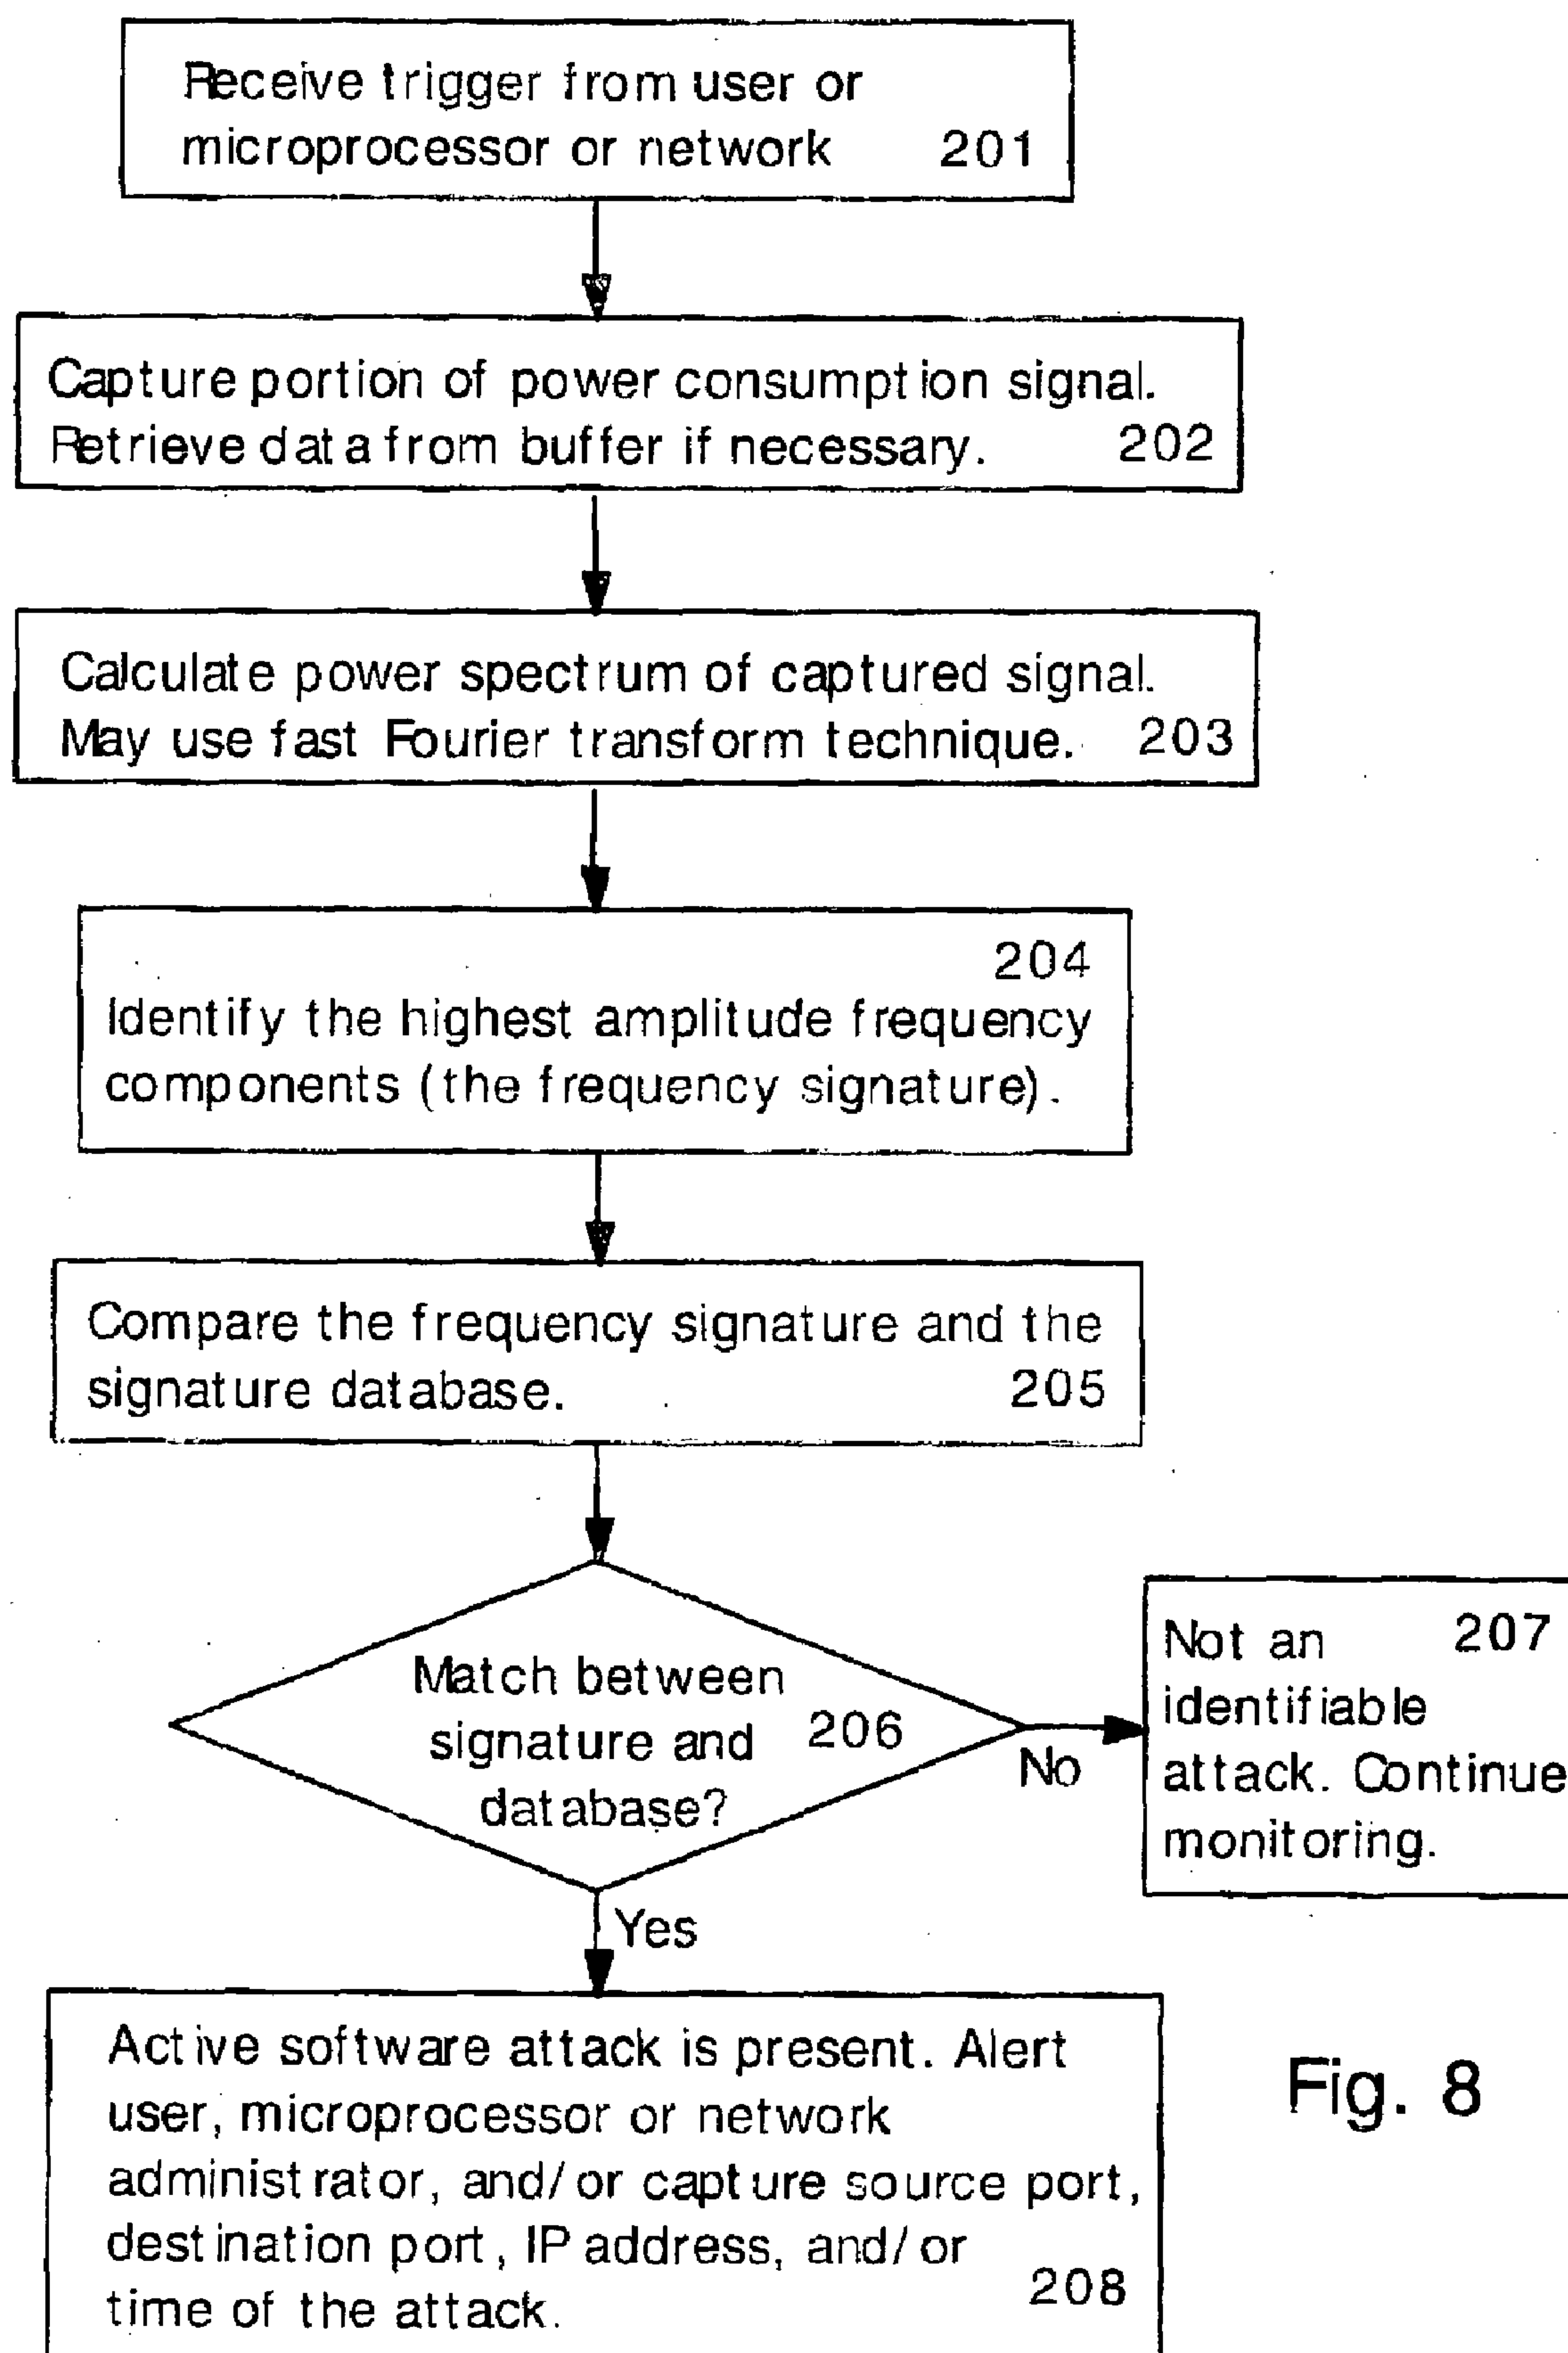 Receive trigger from user or
microprocessor or network 201
Capture portion of power consumption signal.
Retrieve data from buffer if necessary. 202
Calculate power spectrum of captured signal.
May use fast Fourier transform technique. 203
204
Identify the highest amplitude frequency
components (the frequency signature).
Compare the frequency signature and the
signature database. 205
Match between
signature and 206
database?
No
Not an 207
identifiable
attack. Continue
monitoring.
Yes
Active software attack is present. Alert
user, microprocessor or network
administrator, and/or capture source port,
destination port, IP address, and/or
time of the attack. 208
Fig. 8